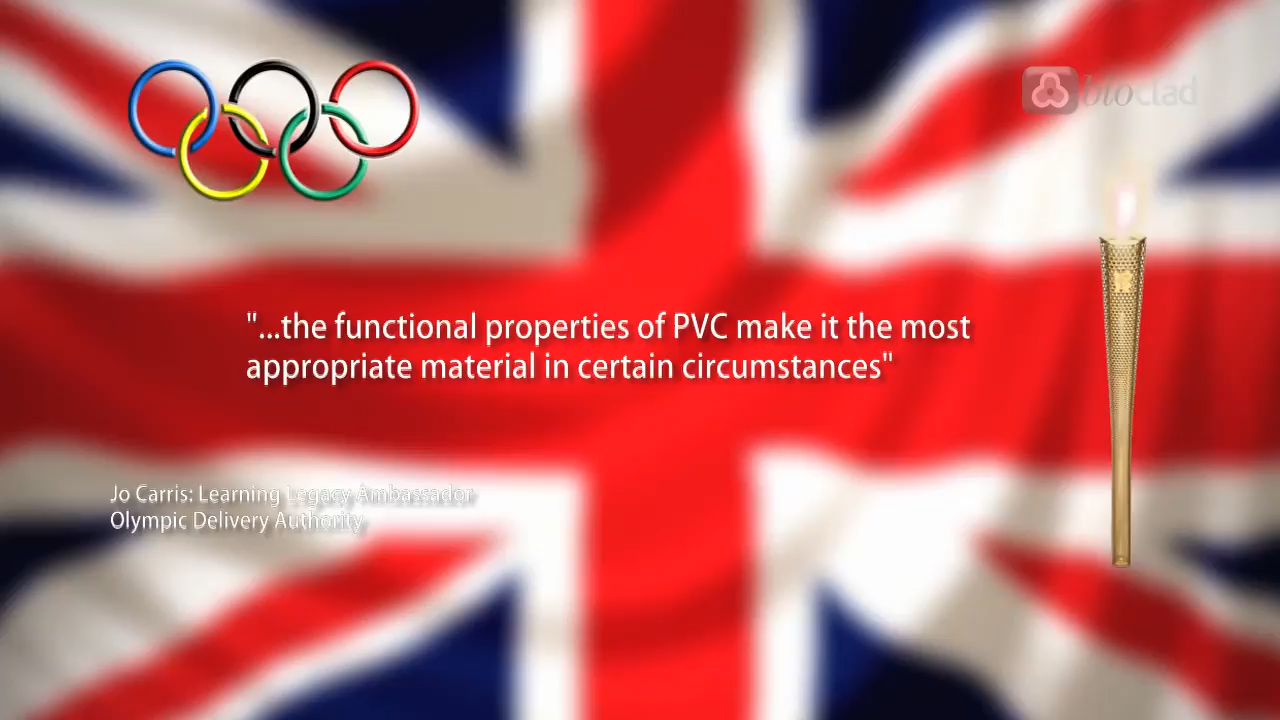 bioclad
"...the functional properties of PVC make it the most
appropriate material in certain circumstances"
Jo Carris: Learning Legacy Ambassador
Olympic Delivery Authority